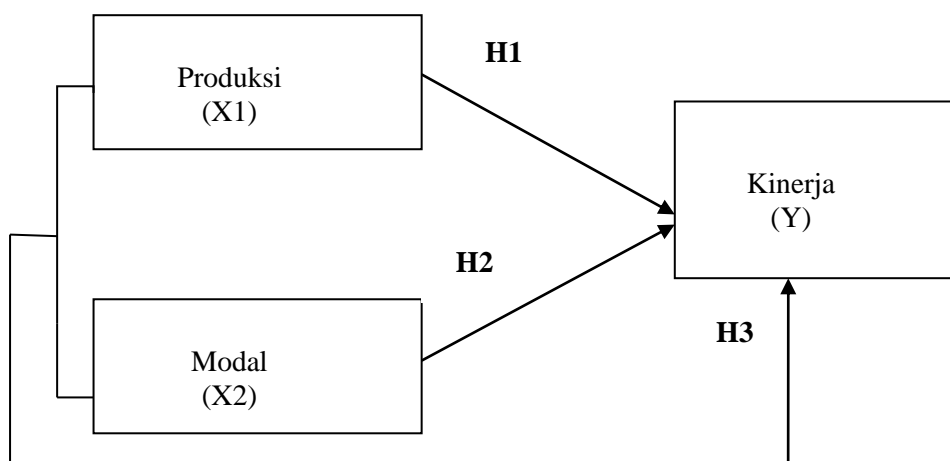 H1
Produksi
(X1)
Kinerja
(Y)
H2
H3
Modal
(X2)